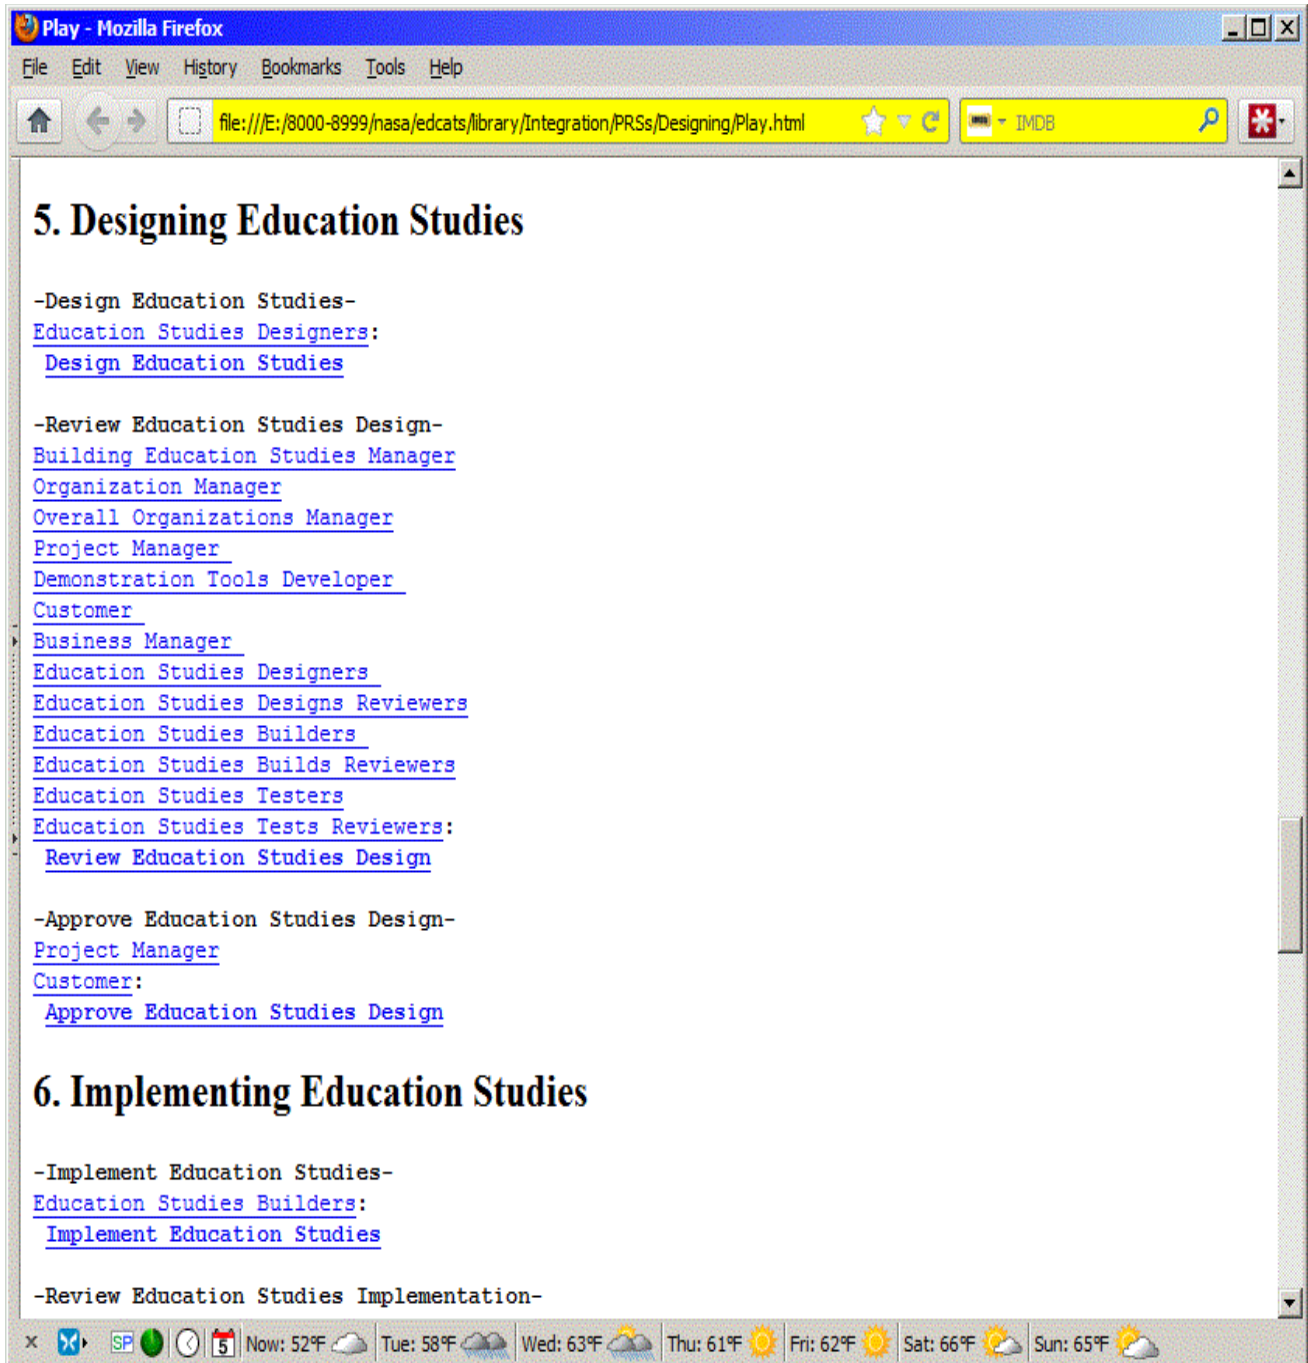 Play - Mozilla Firefox
File Edit View History Bookmarks Tools Help
file:///E:/8000-8999/nasa/edcats/library/Integration/PRSs/Designing/Play.html IMDB
5. Designing Education Studies
-Design Education Studies-
Education Studies Designers:
Design Education Studies
-Review Education Studies Design-
Building Education Studies Manager
Organization Manager
Overall Organizations Manager
Project Manager
Demonstration Tools Developer
Customer
Business Manager
Education Studies Designers
Education Studies Designs Reviewers
Education Studies Builders
Education Studies Builds Reviewers
Education Studies Testers
Education Studies Tests Reviewers:
Review Education Studies Design
-Approve Education Studies Design-
Project Manager
Customer:
Approve Education Studies Design
6. Implementing Education Studies
-Implement Education Studies-
Education Studies Builders:
Implement Education Studies
-Review Education Studies Implementation-
SP 5 Now: 52°F Tue: 58°F Wed: 63°F Thu: 61°F Fri: 62°F Sat: 66°F Sun: 65°F